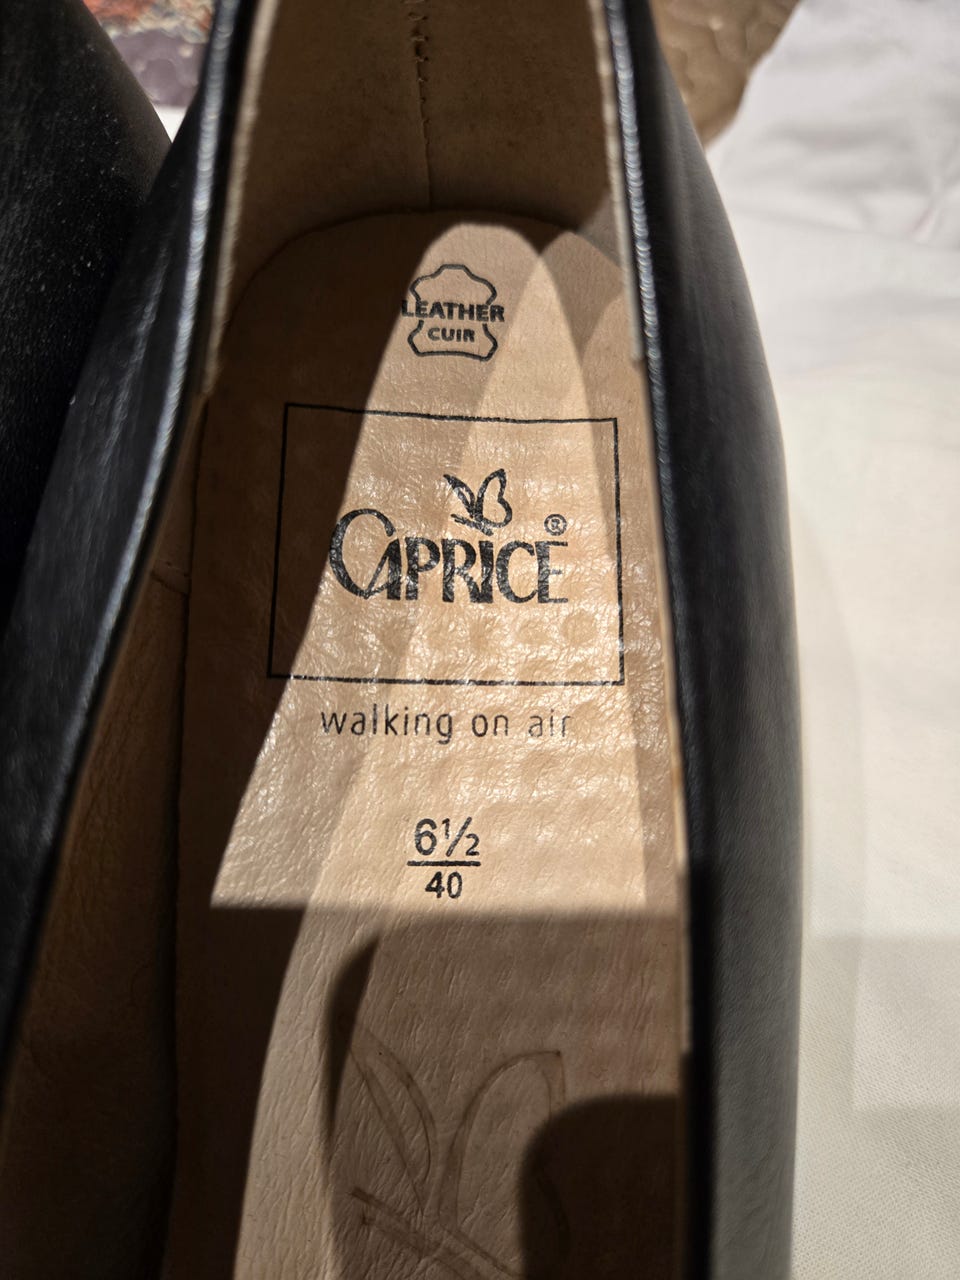 LEATHER
CUIR
CAPRICE®
walking on air
6½
40